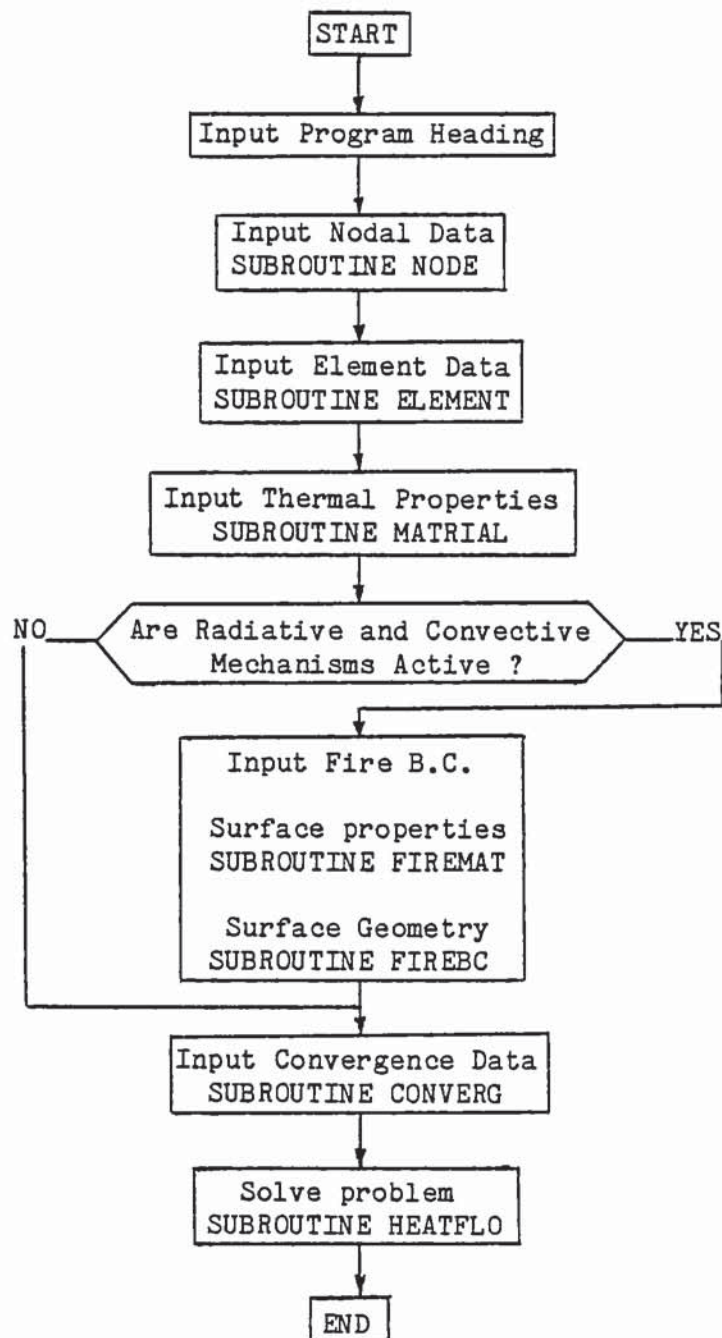 START
Input Program Heading
Input Nodal Data
SUBROUTINE NODE
Input Element Data
SUBROUTINE ELEMENT
Input Thermal Properties
SUBROUTINE MATRIAL
NO
Are Radiative and Convective
YES
Mechanisms Active ?
Input Fire B.C.
Surface properties
SUBROUTINE FIREMAT
Surface Geometry
SUBROUTINE FIREBC
Input Convergence Data
SUBROUTINE CONVERG
Solve problem
SUBROUTINE HEATFLO
END